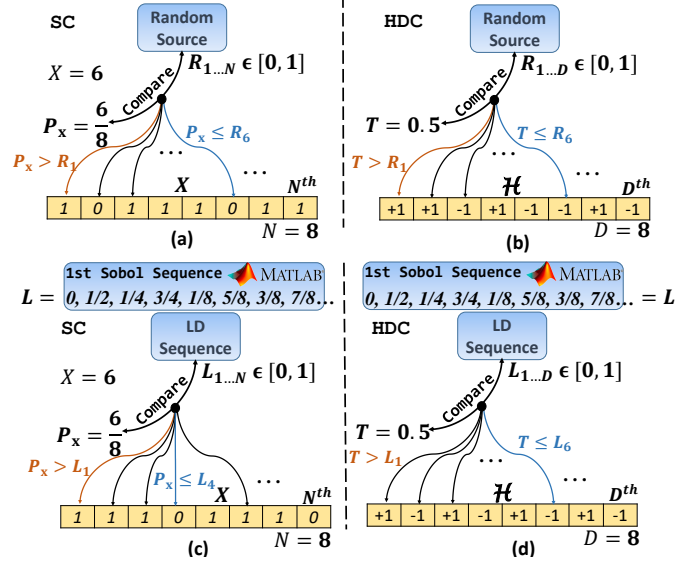 SC
Random
Source
X = 6
R₁…N ϵ [0, 1]
Compare
Pₓ = 6/8
Pₓ ≤ R₆
Pₓ > R₁
...
...
X
Nᵗʰ
1 0 1 1 1 0 1 1
(a)
N = 8
HDC
Random
Source
R₁…D ϵ [0, 1]
Compare
T = 0.5
T ≤ R₆
T > R₁
...
...
ℋ
Dᵗʰ
+1 +1 -1 +1 -1 -1 +1 -1
(b)
D = 8
1st Sobol Sequence MATLAB
L = 0, 1/2, 1/4, 3/4, 1/8, 5/8, 3/8, 7/8...
SC
LD
Sequence
X = 6
L₁…N ϵ [0, 1]
Compare
Pₓ = 6/8
Pₓ > L₁
Pₓ ≤ L₄
...
X
Nᵗʰ
1 1 1 0 1 1 1 0
(c)
N = 8
1st Sobol Sequence MATLAB
0, 1/2, 1/4, 3/4, 1/8, 5/8, 3/8, 7/8... = L
HDC
LD
Sequence
L₁…D ϵ [0, 1]
Compare
T = 0.5
T ≤ L₆
T > L₁
...
...
ℋ
Dᵗʰ
+1 -1 +1 -1 +1 -1 +1 -1
(d)
D = 8